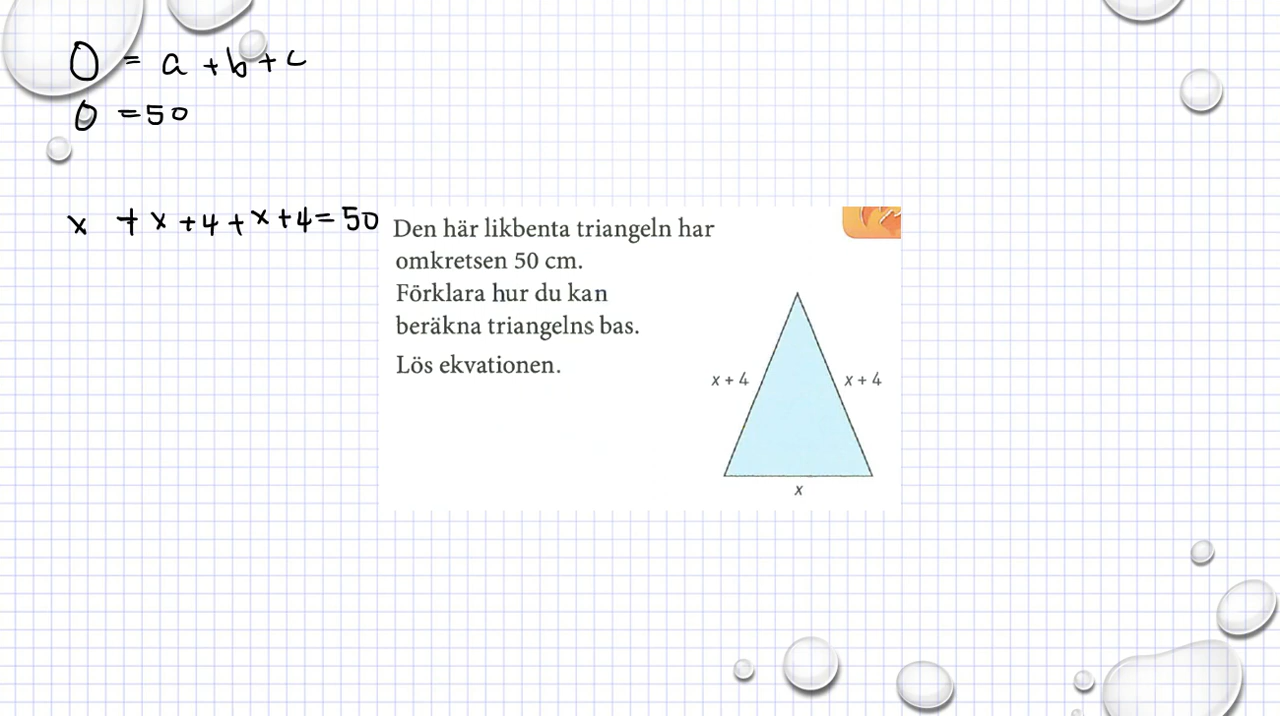 O = a + b + c
O = 50
x + x + 4 + x + 4 = 50
Den här likbenta triangeln har
omkretsen 50 cm.
Förklara hur du kan
beräkna triangelns bas.
Lös ekvationen.
x + 4
x + 4
x